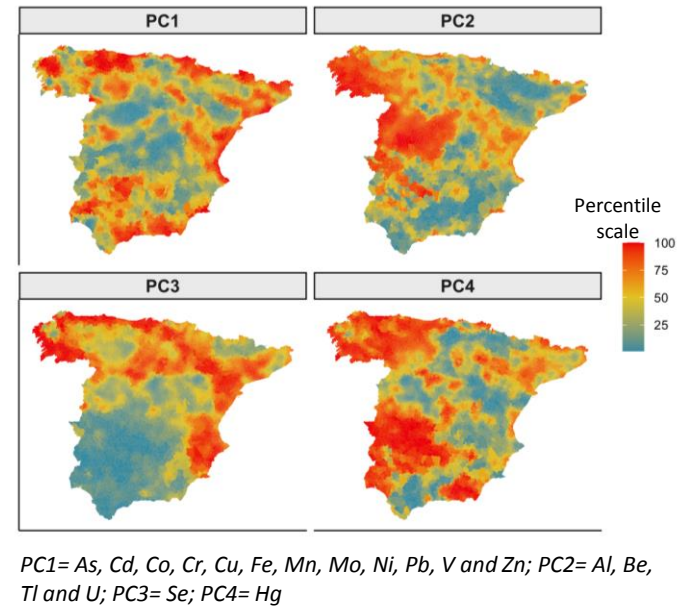 PC1
PC2
Percentile
scale
100
75
50
25
PC3
PC4
PC1= As, Cd, Co, Cr, Cu, Fe, Mn, Mo, Ni, Pb, V and Zn; PC2= Al, Be,
Tl and U; PC3= Se; PC4= Hg